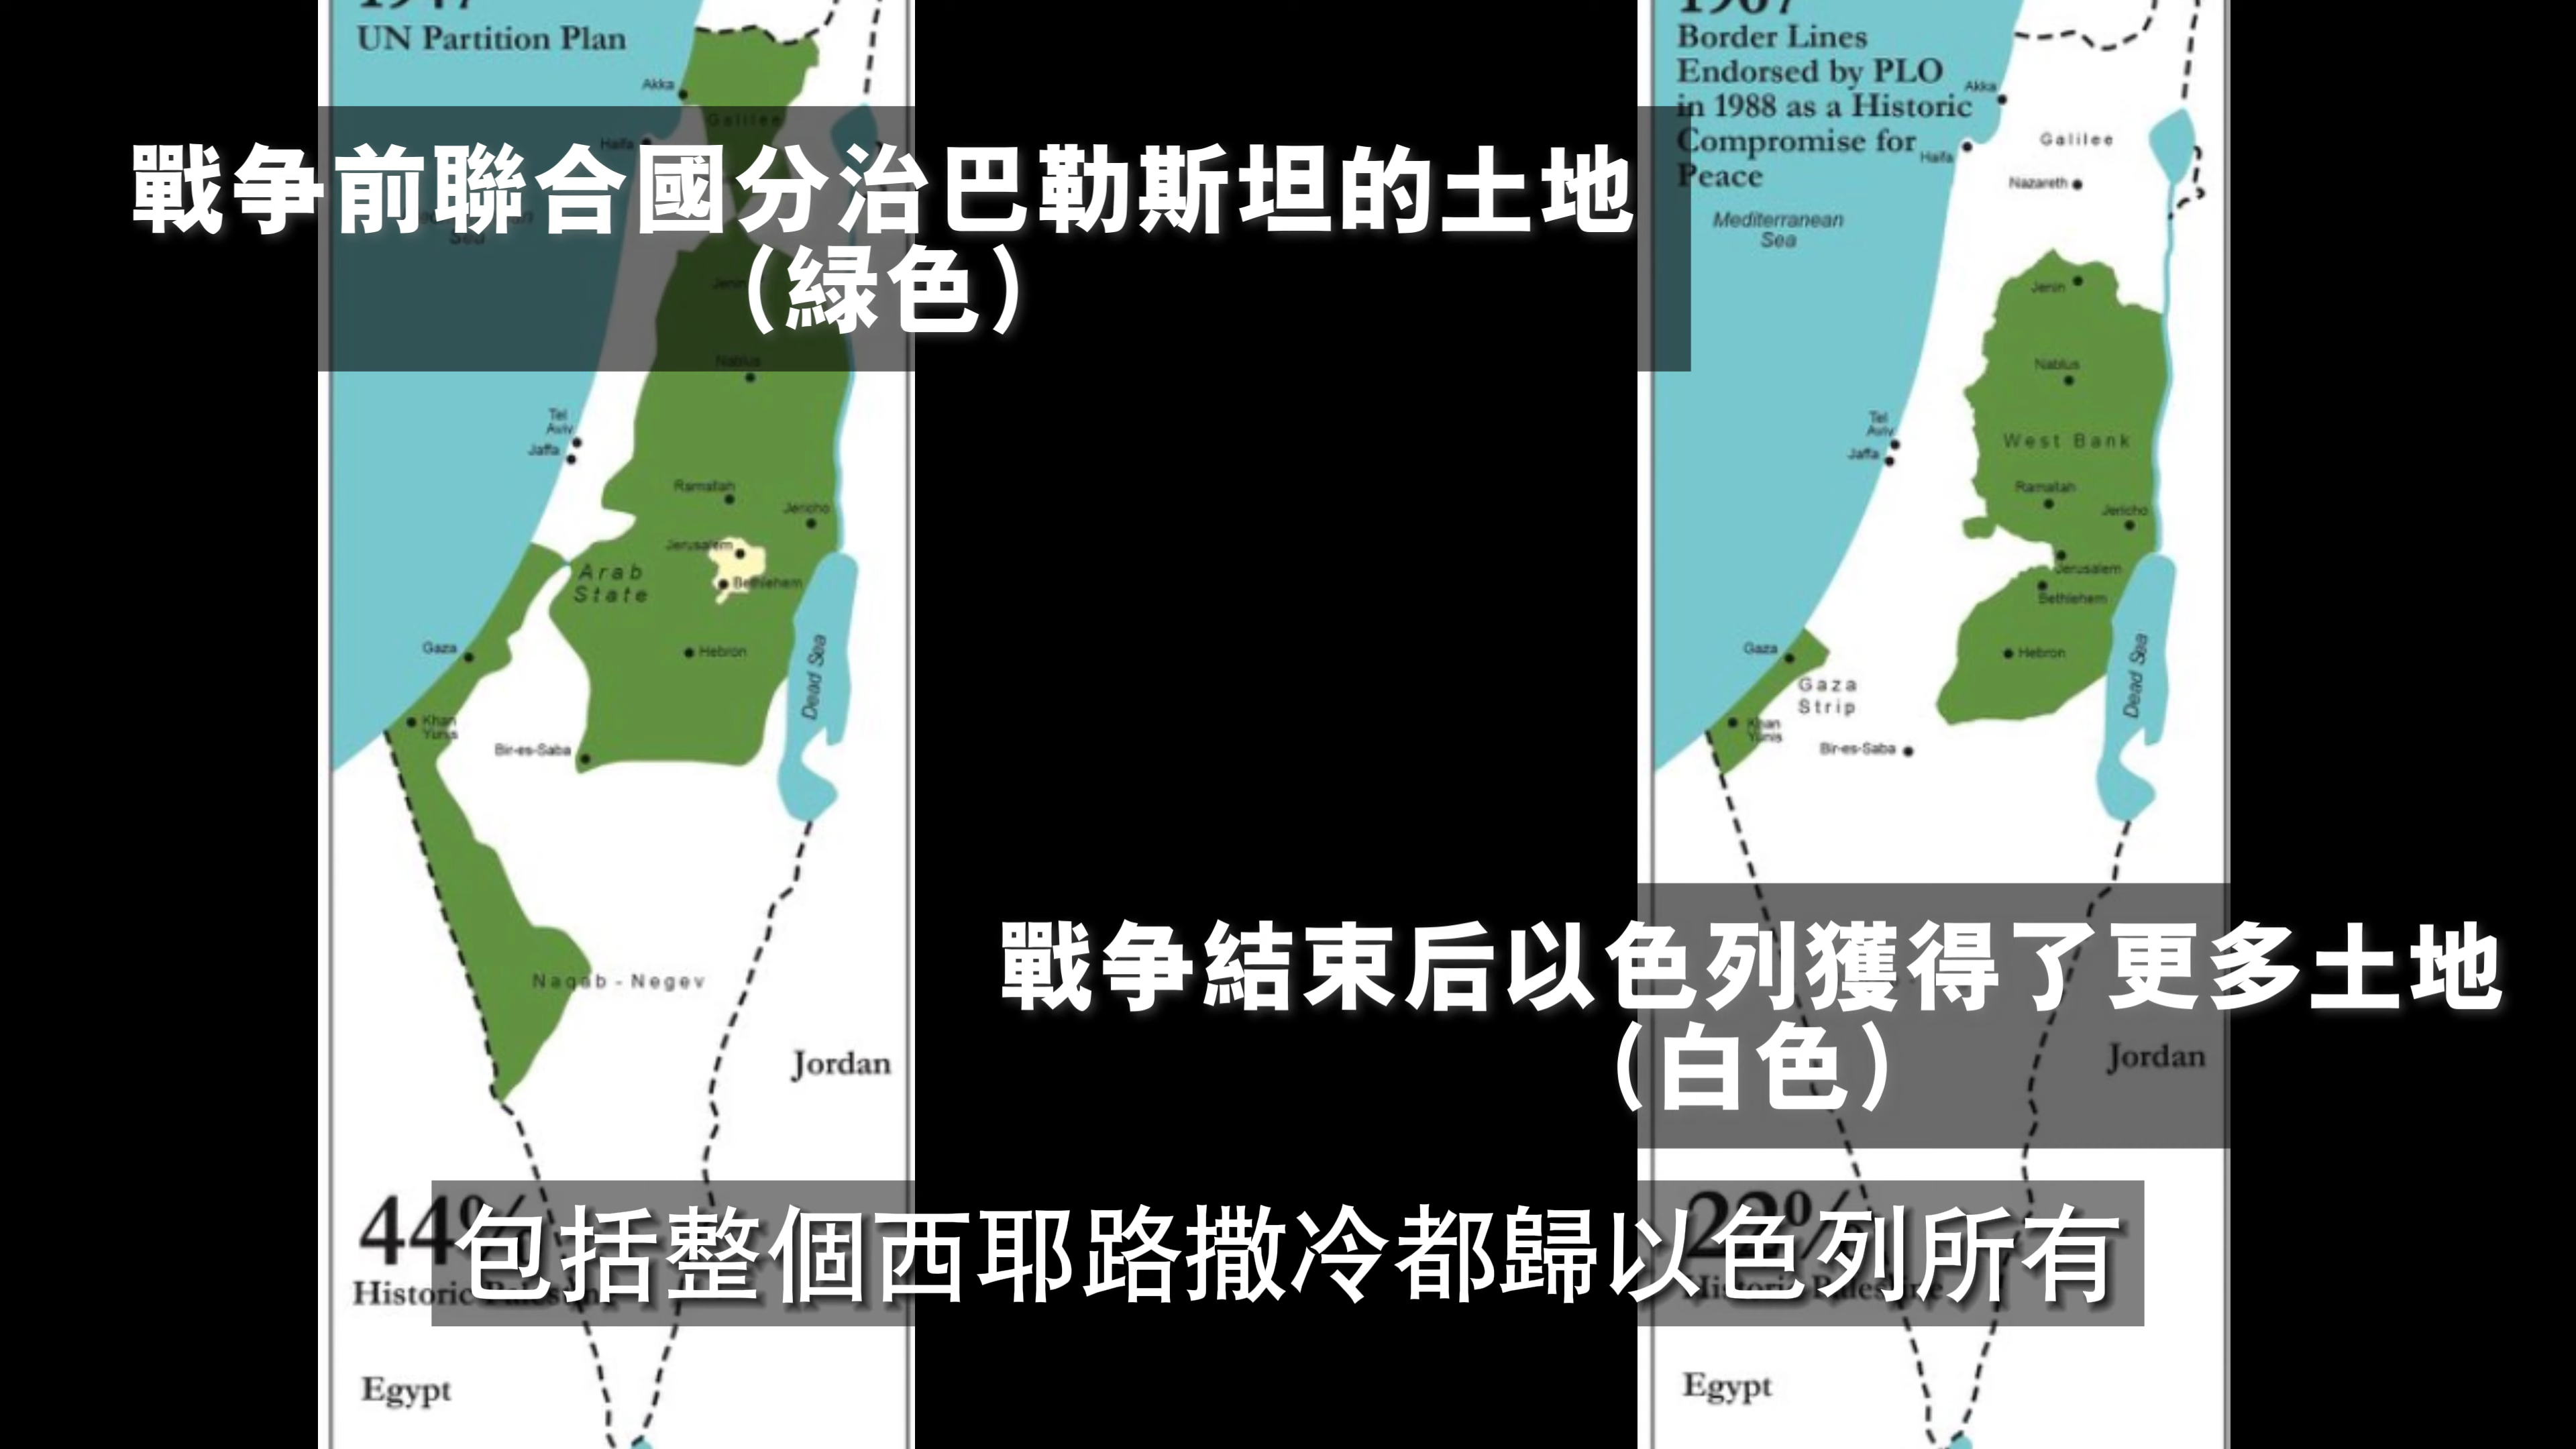 UN Partition Plan
Akka
Galilee
Haifa
戰争前聯合國分治巴勒斯坦的土地
(緑色)
Sea
Jenin
Nablus
Tel
Aviv
Jaffa
Ramallah
Jericho
Jerusalem
Bethlehem
Arab
State
Gaza
Hebron
Dead Sea
Khan
Yunis
Bir-es-Saba
Naqab - Negev
Jordan
44%
Historic
Egypt
Border Lines
Endorsed by PLO
in 1988 as a Historic
Compromise for
Peace
Akka
Galilee
Haifa
Nazareth
Mediterranean
Sea
Jenin
Nablus
Tel
Aviv
Jaffa
West Bank
Ramallah
Jericho
Jerusalem
Bethlehem
Gaza
Hebron
Gaza
Strip
Dead Sea
Khan
Yunis
Bir-es-Saba
戰争結束后以色列獲得了更多土地
(白色)
Jordan
22%
Historic Palestine
包括整個西耶路撒冷都歸以色列所有
Egypt